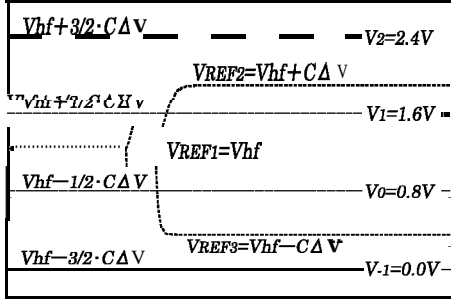 Vhf+3/2·CΔV
V2=2.4V
VREF2=Vhf+CΔV
V1=1.6V
VREF1=Vhf
Vhf−1/2·CΔV
V0=0.8V
VREF3=Vhf−CΔV
Vhf−3/2·CΔV
V-1=0.0V